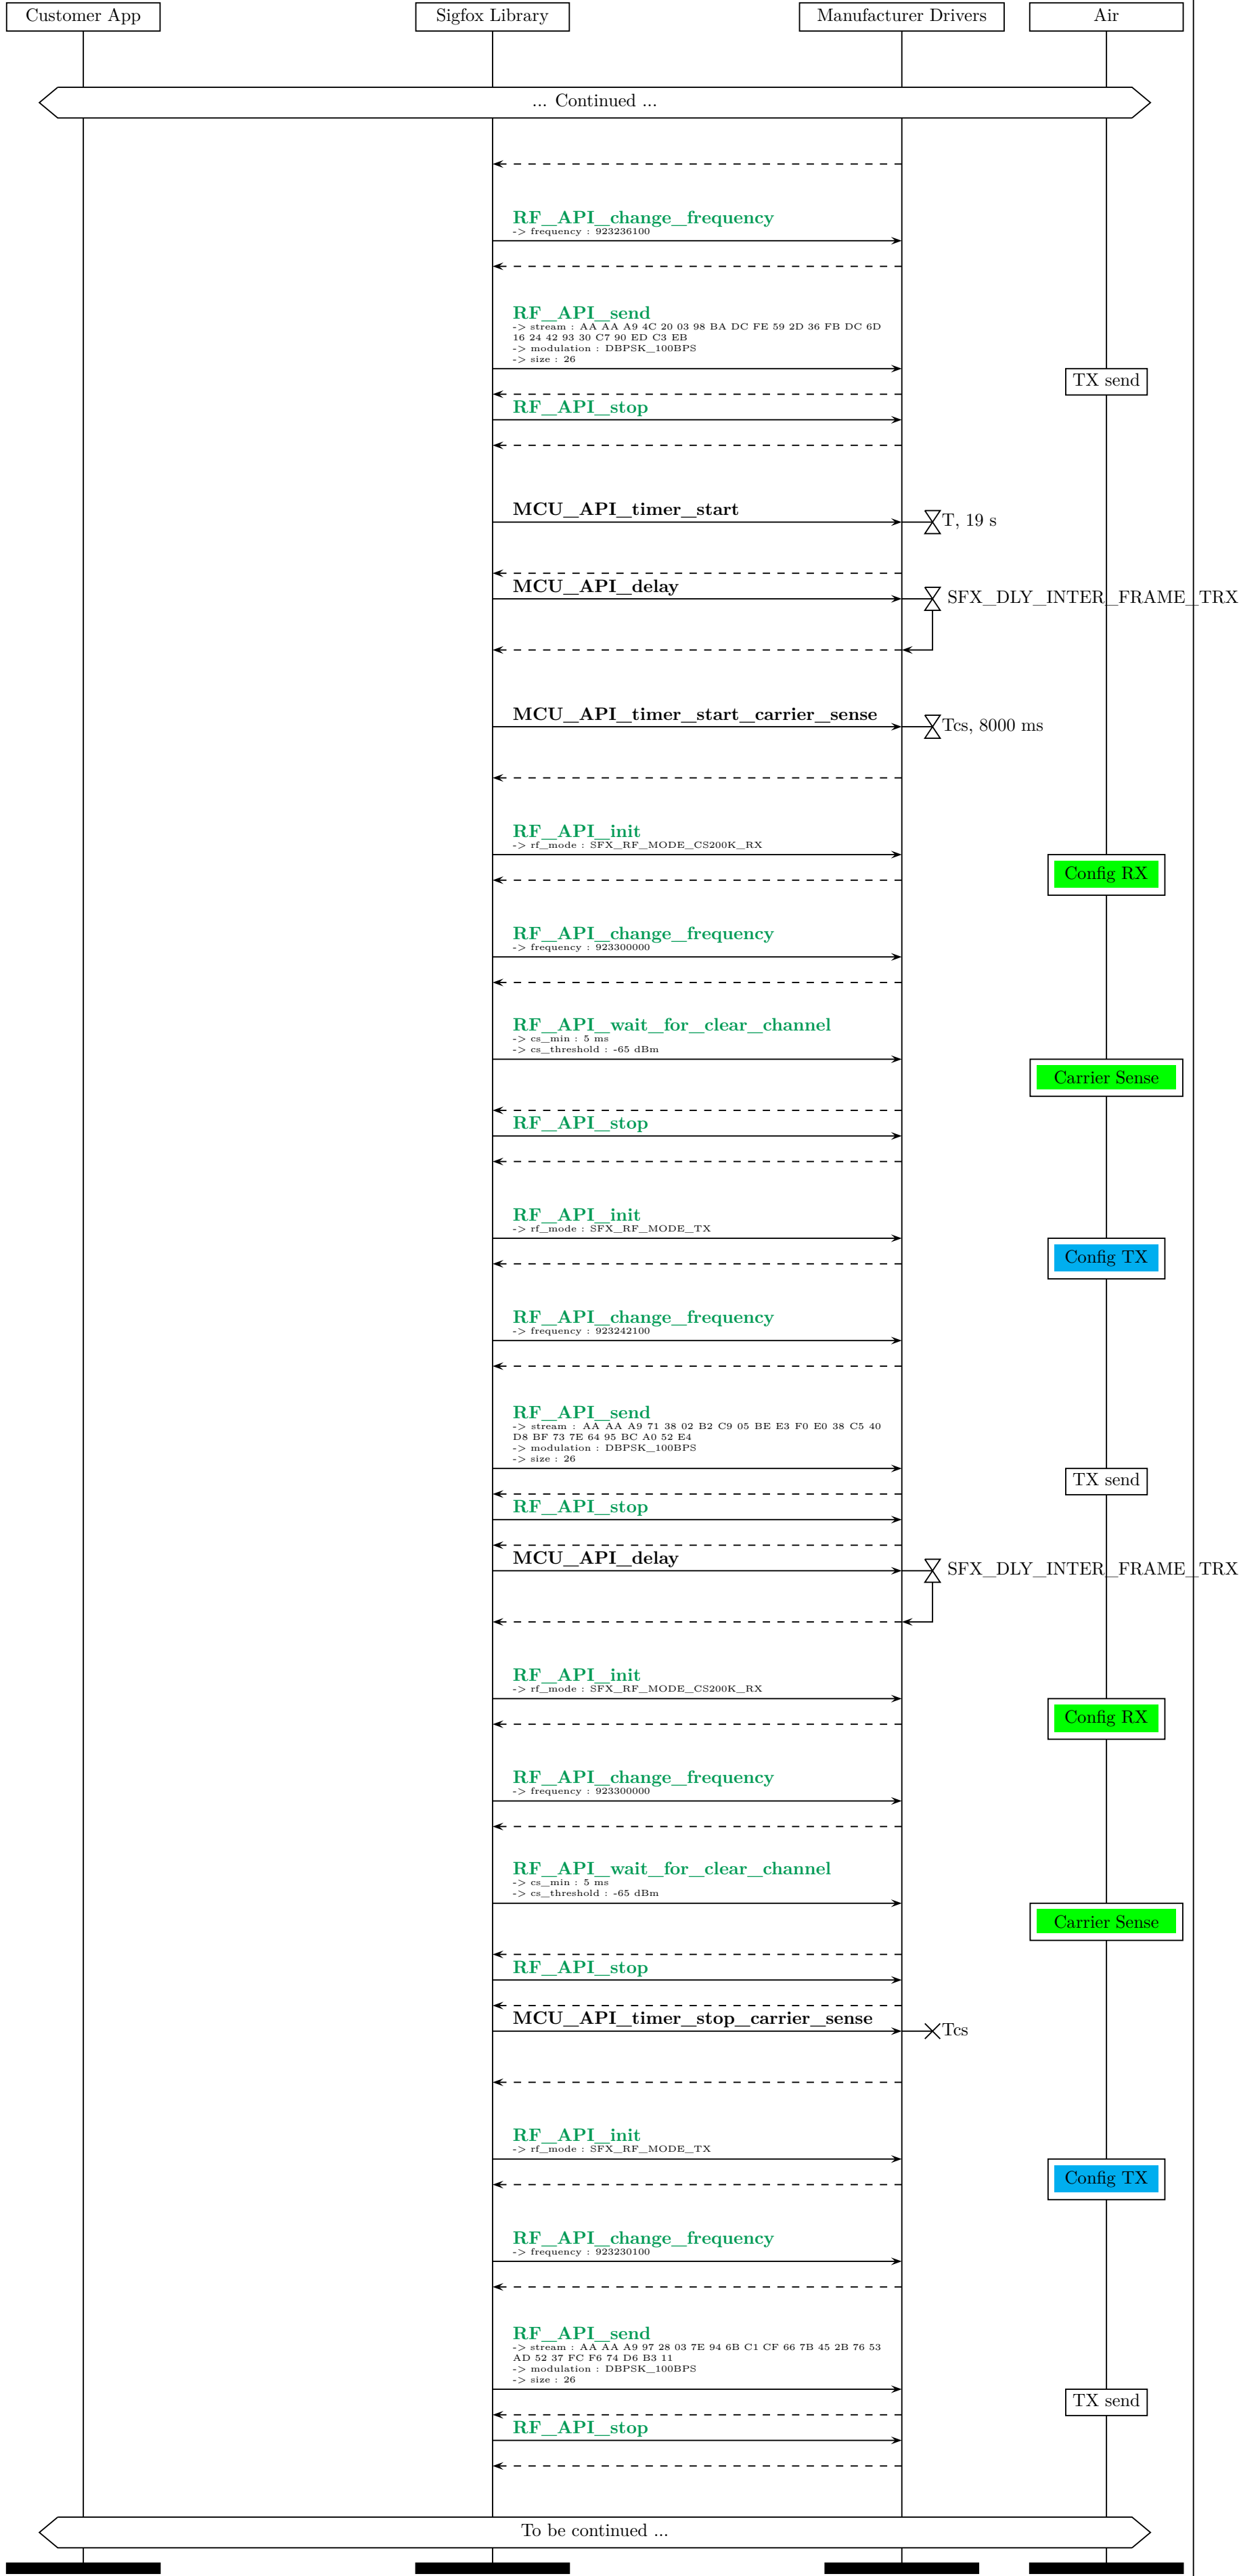 Customer App
Sigfox Library
Manufacturer Drivers
Air
... Continued ...
RF_API_change_frequency
-> frequency : 923236100
RF_API_send
-> stream : AA AA A9 4C 20 03 98 BA DC FE 59 2D 36 FB DC 6D
16 24 42 93 30 C7 90 ED C3 EB
-> modulation : DBPSK_100BPS
-> size : 26
TX send
RF_API_stop
MCU_API_timer_start
T, 19 s
MCU_API_delay
SFX_DLY_INTER_FRAME_TRX
MCU_API_timer_start_carrier_sense
Tcs, 8000 ms
RF_API_init
-> rf_mode : SFX_RF_MODE_CS200K_RX
Config RX
RF_API_change_frequency
-> frequency : 923300000
RF_API_wait_for_clear_channel
-> cs_min : 5 ms
-> cs_threshold : -65 dBm
Carrier Sense
RF_API_stop
RF_API_init
-> rf_mode : SFX_RF_MODE_TX
Config TX
RF_API_change_frequency
-> frequency : 923242100
RF_API_send
-> stream : AA AA A9 71 38 02 B2 C9 05 BE E3 F0 E0 38 C5 40
D8 BF 73 7E 64 95 BC A0 52 E4
-> modulation : DBPSK_100BPS
-> size : 26
TX send
RF_API_stop
MCU_API_delay
SFX_DLY_INTER_FRAME_TRX
RF_API_init
-> rf_mode : SFX_RF_MODE_CS200K_RX
Config RX
RF_API_change_frequency
-> frequency : 923300000
RF_API_wait_for_clear_channel
-> cs_min : 5 ms
-> cs_threshold : -65 dBm
Carrier Sense
RF_API_stop
MCU_API_timer_stop_carrier_sense
Tcs
RF_API_init
-> rf_mode : SFX_RF_MODE_TX
Config TX
RF_API_change_frequency
-> frequency : 923230100
RF_API_send
-> stream : AA AA A9 97 28 03 7E 94 6B C1 CF 66 7B 45 2B 76 53
AD 52 37 FC F6 74 D6 B3 11
-> modulation : DBPSK_100BPS
-> size : 26
TX send
RF_API_stop
To be continued ...